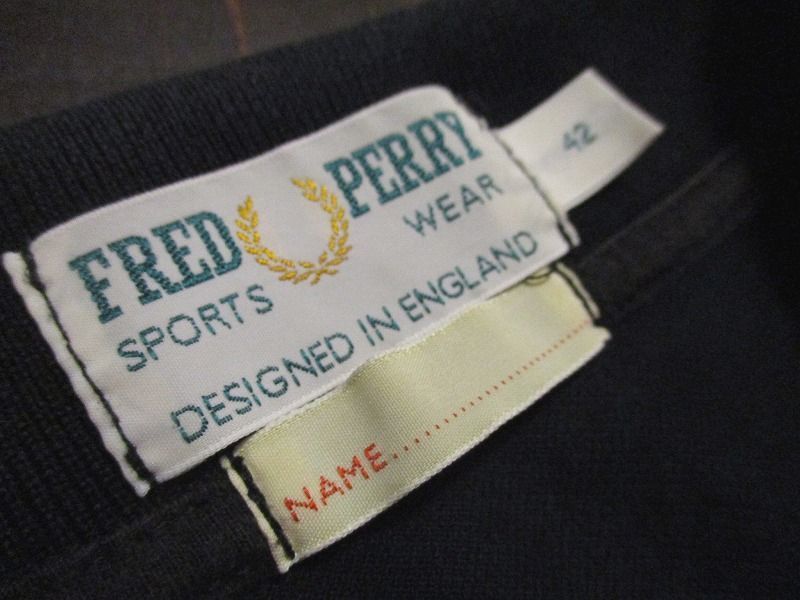 FRED PERRY
SPORTS WEAR
DESIGNED IN ENGLAND
42
NAME....................